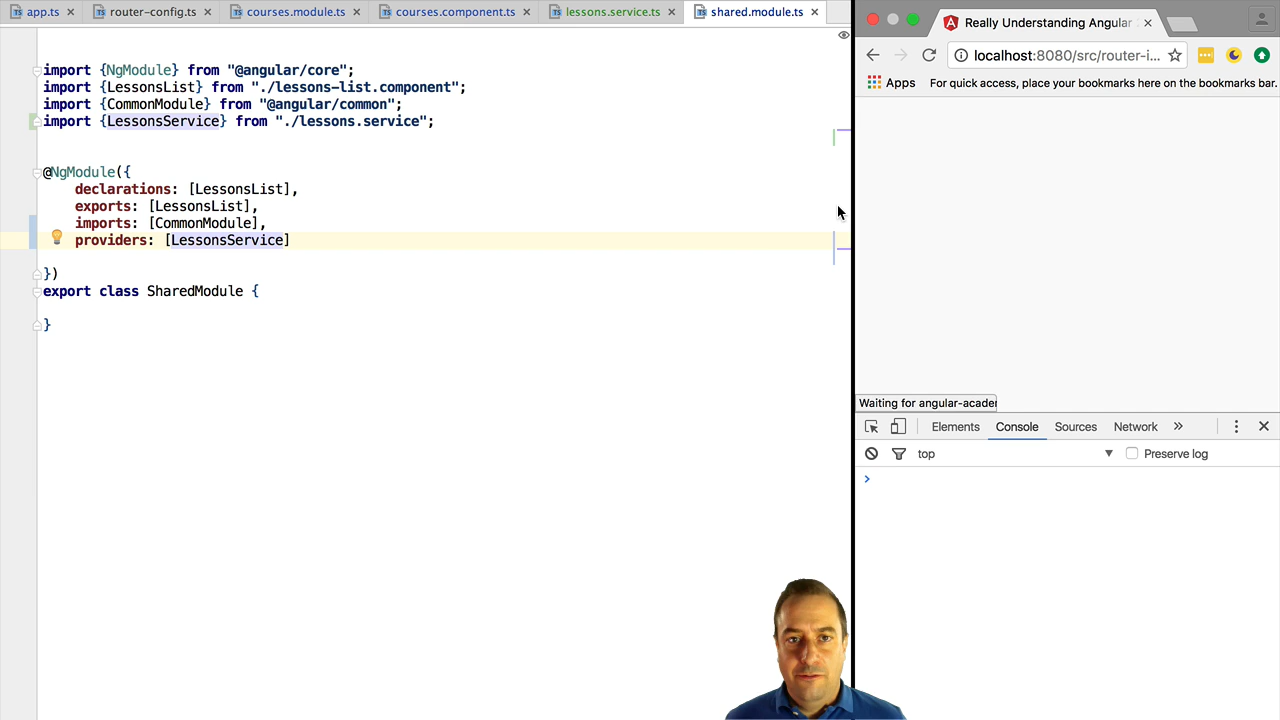 app.ts
router-config.ts
courses.module.ts
courses.component.ts
lessons.service.ts
shared.module.ts
import {NgModule} from "@angular/core";
import {LessonsList} from "./lessons-list.component";
import {CommonModule} from "@angular/common";
import {LessonsService} from "./lessons.service";
@NgModule({
declarations: [LessonsList],
exports: [LessonsList],
imports: [CommonModule],
providers: [LessonsService]
})
export class SharedModule {
}
Really Understanding Angular
localhost:8080/src/router-i...
Apps
For quick access, place your bookmarks here on the bookmarks bar.
Waiting for angular-acader
Elements
Console
Sources
Network
»
top
Preserve log
>